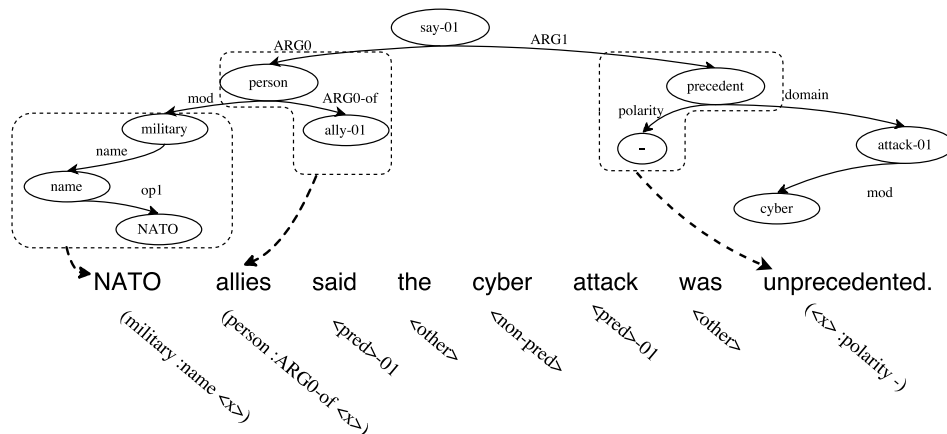 say-01
ARG0 ARG1
person precedent
mod ARG0-of polarity domain
military ally-01 - attack-01
name mod
name op1 cyber
NATO
NATO allies said the cyber attack was unprecedented.
(military :name <x>)
(person :ARG0-of <x>)
<pred>-01
<other>
<non-pred>
<pred>-01
<other>
(<x> :polarity -)